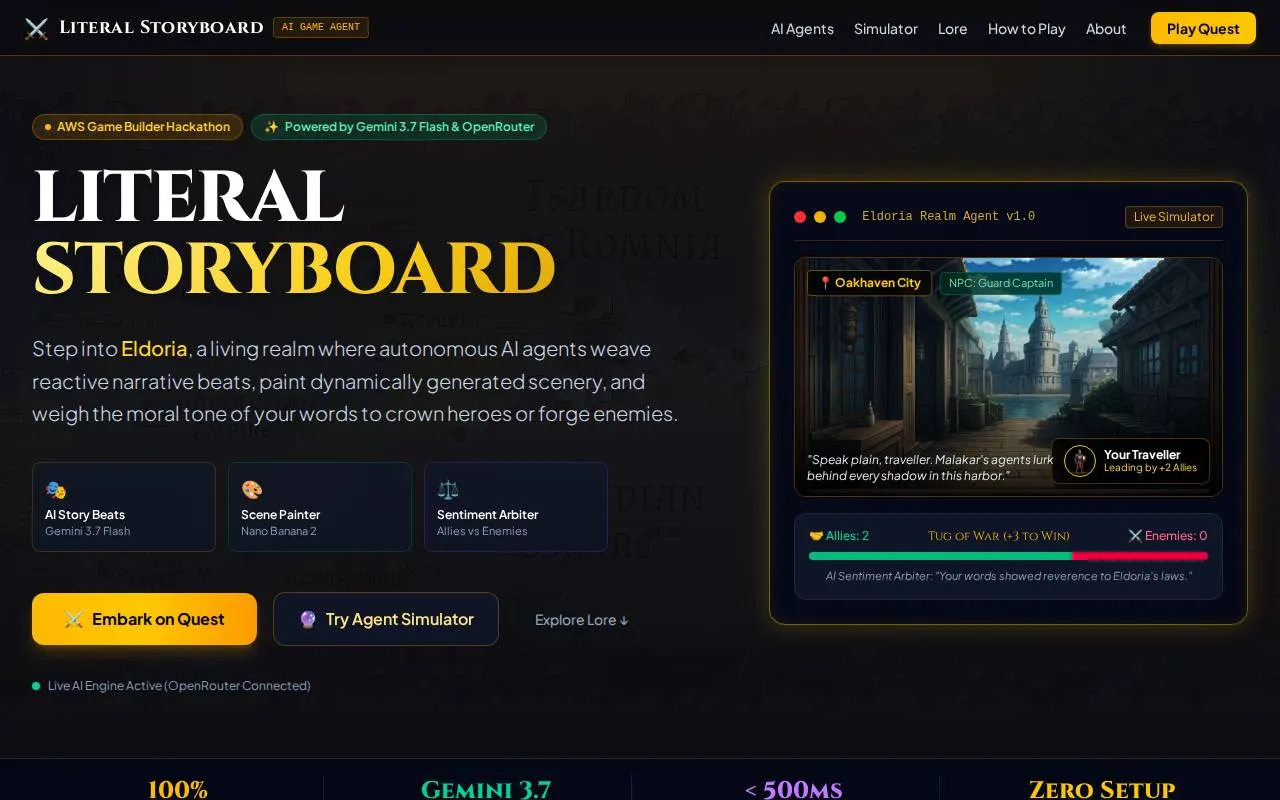 LITERAL STORYBOARD
AI GAME AGENT
AI Agents
Simulator
Lore
How to Play
About
Play Quest
AWS Game Builder Hackathon
✨ Powered by Gemini 3.7 Flash & OpenRouter
LITERAL
STORYBOARD
Step into Eldoria, a living realm where autonomous AI agents weave
reactive narrative beats, paint dynamically generated scenery, and
weigh the moral tone of your words to crown heroes or forge enemies.
AI Story Beats
Gemini 3.7 Flash
Scene Painter
Nano Banana 2
Sentiment Arbiter
Allies vs Enemies
Embark on Quest
Try Agent Simulator
Explore Lore ↓
Live AI Engine Active (OpenRouter Connected)
Eldoria Realm Agent v1.0
Live Simulator
Oakhaven City
NPC: Guard Captain
"Speak plain, traveller. Malakar's agents lurk
behind every shadow in this harbor."
Your Traveller
Leading by +2 Allies
Allies: 2
TUG OF WAR (+3 TO WIN)
Enemies: 0
AI Sentiment Arbiter: "Your words showed reverence to Eldoria's laws."
TSARDOM
ROMNIA
100%
GEMINI 3.7
< 500MS
ZERO SETUP